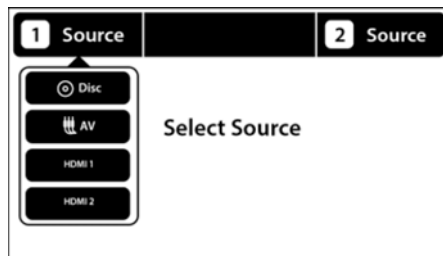 1 Source 2 Source
Disc
AV
Select Source
HDMI 1
HDMI 2